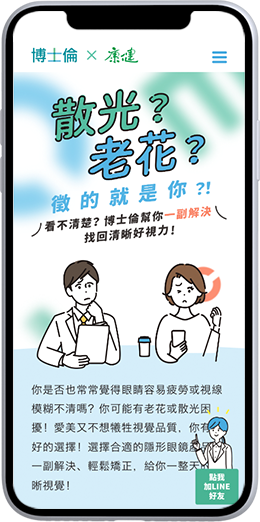 博士倫 × 康健
散光？
老花？
徵的就是你?!
看不清楚？博士倫幫你一副解決
找回清晰好視力！
你是否也常常覺得眼睛容易疲勞或視線
模糊不清嗎？你可能有老花或散光困
擾！愛美又不想犧牲視覺品質，你有
好的選擇！選擇合適的隱形眼鏡
一副解決、輕鬆矯正，給你一整天
晰視覺！
點我
加LINE
好友